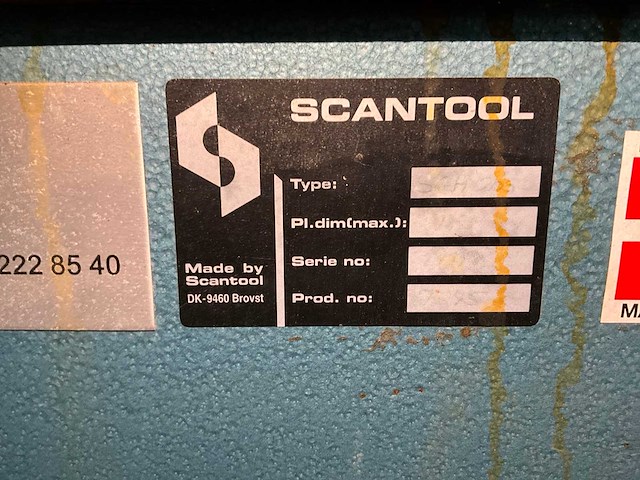 222 85 40
SCANTOOL
Type:
Pl.dim(max.):
Serie no:
Prod. no:
Made by
Scantool
DK-9460 Brovst